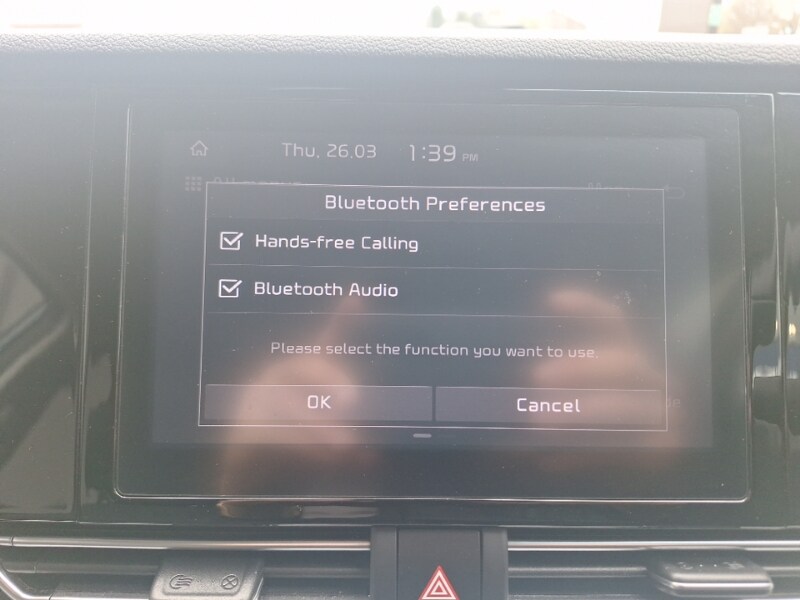 Thu, 26.03 1:39 PM
Bluetooth Preferences
Hands-free Calling
Bluetooth Audio
Please select the function you want to use.
OK Cancel